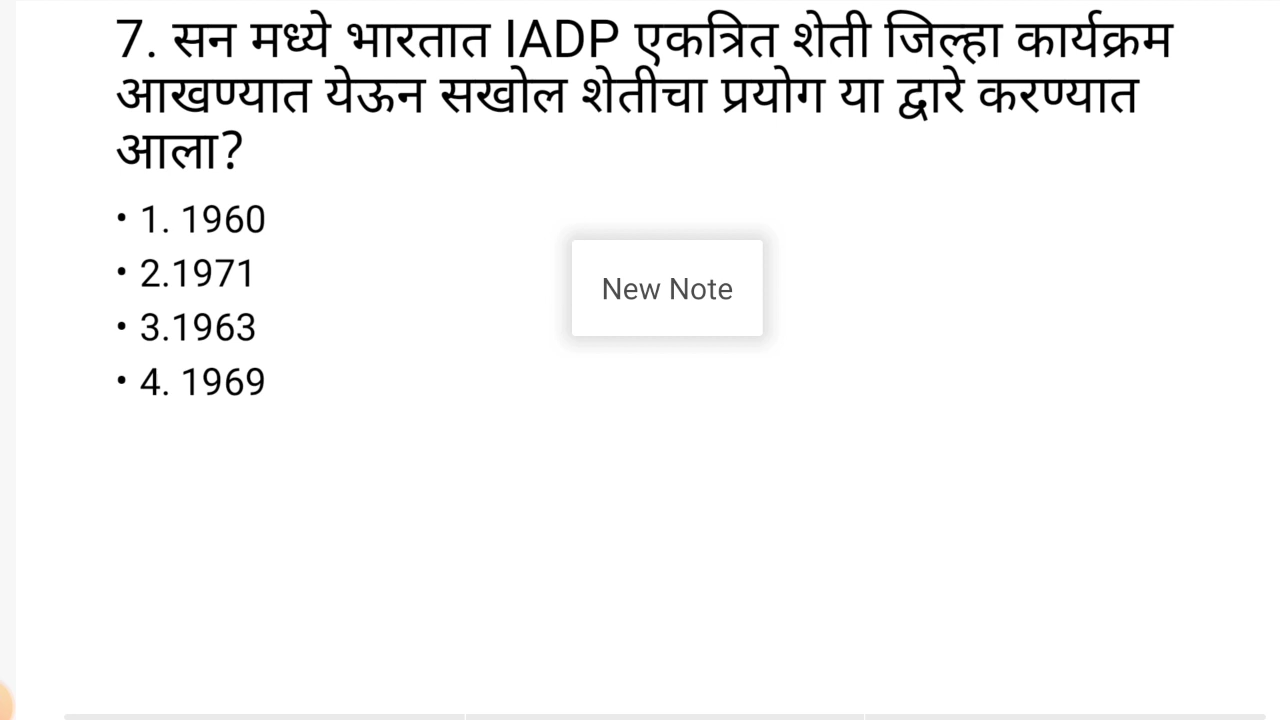 7. सन मध्ये भारतात IADP एकत्रित शेती जिल्हा कार्यक्रम
आखण्यात येऊन सखोल शेतीचा प्रयोग या द्वारे करण्यात
आला?
• 1. 1960
• 2.1971
• 3.1963
• 4. 1969
New Note